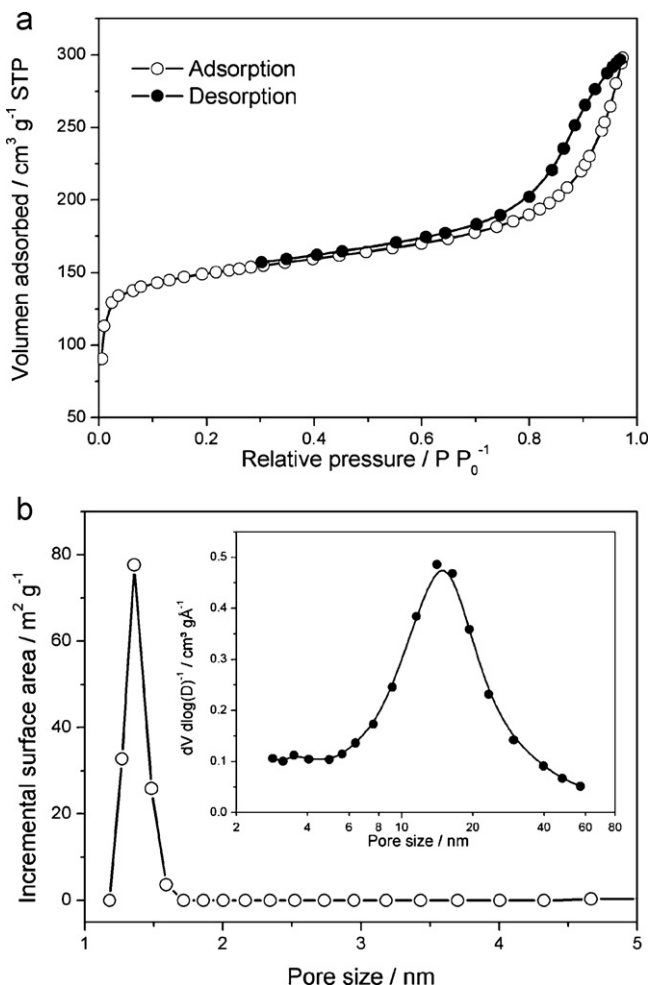 a
300
250
200
150
100
50
Volumen adsorbed / cm³ g⁻¹ STP
Adsorption
Desorption
0.0 0.2 0.4 0.6 0.8 1.0
Relative pressure / P P₀⁻¹
b
80
60
40
20
0
Incremental surface area / m² g⁻¹
0.5
0.4
0.3
0.2
0.1
0.0
dV dlog(D)⁻¹ / cm³ gÅ⁻¹
2 4 6 8 10 20 40 60 80
Pore size / nm
1 2 3 4 5
Pore size / nm